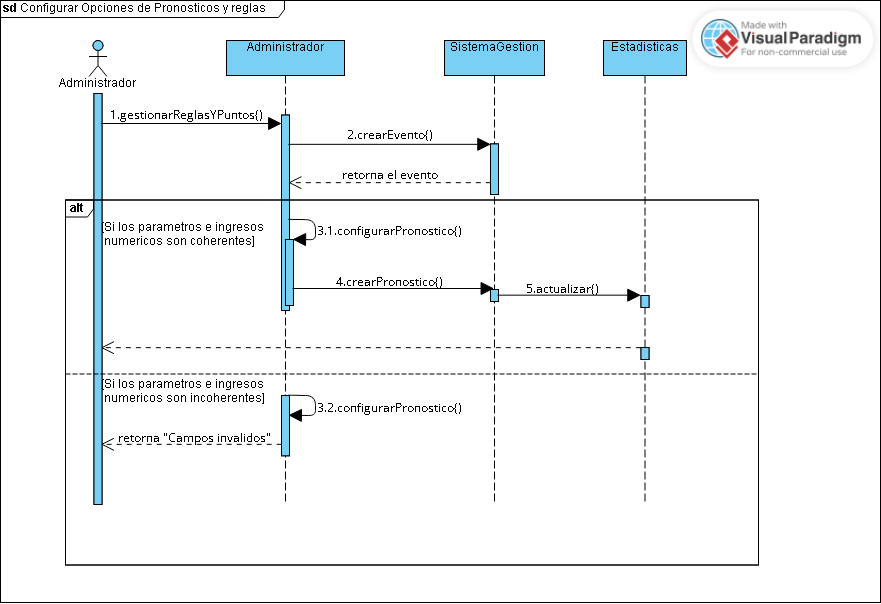 sd Configurar Opciones de Pronosticos y reglas
Made with
Visual Paradigm
For non-commercial use
Administrador
Administrador
SistemaGestion
Estadisticas
1.gestionarReglasYPuntos()
2.crearEvento()
retorna el evento
alt
[Si los parametros e ingresos
numericos son coherentes]
3.1.configurarPronostico()
4.crearPronostico()
5.actualizar()
[Si los parametros e ingresos
numericos son incoherentes]
3.2.configurarPronostico()
retorna "Campos invalidos"